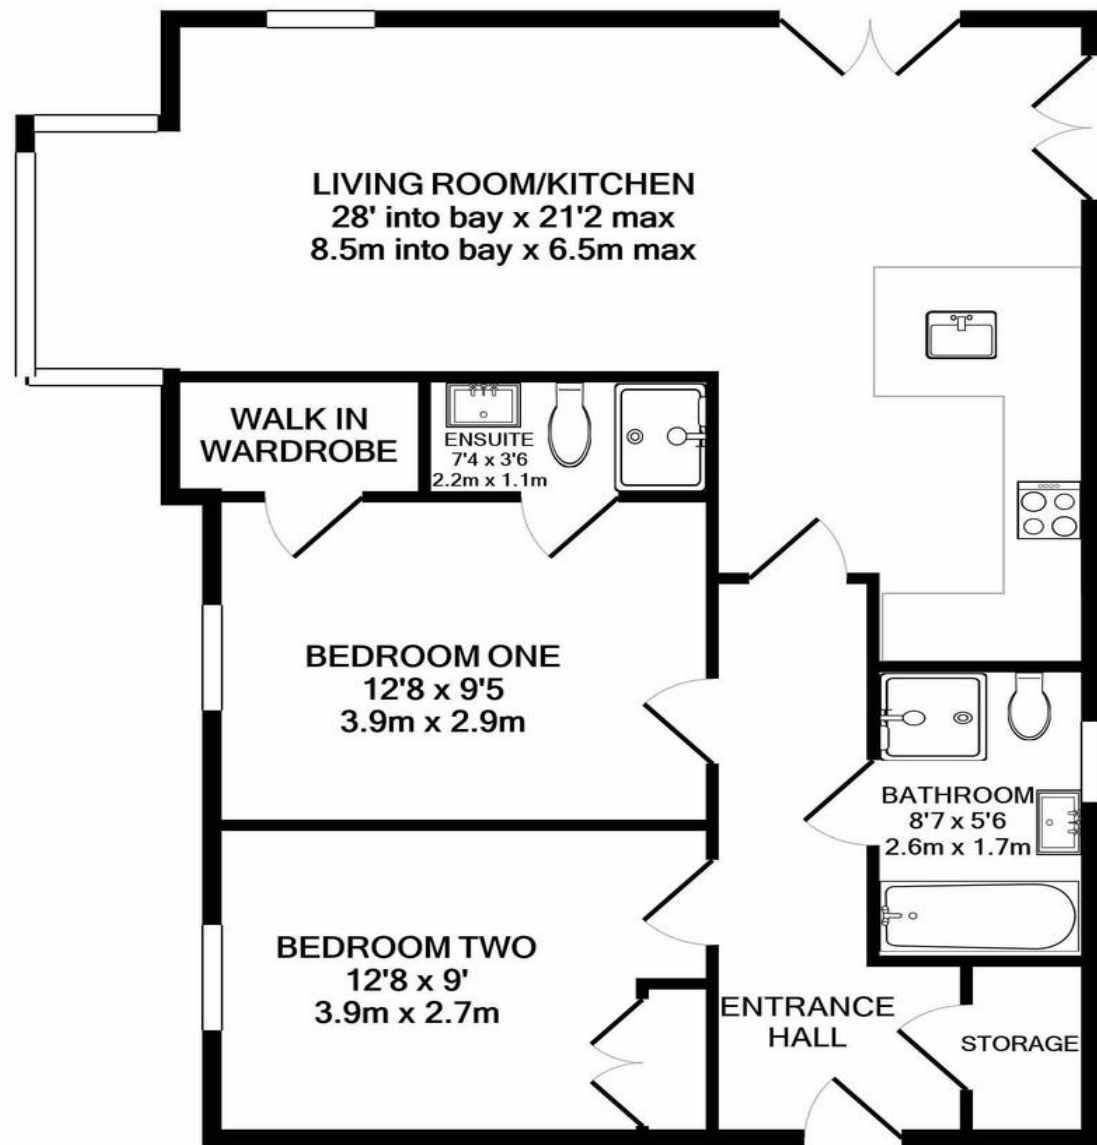 LIVING ROOM/KITCHEN
28' into bay x 21'2 max
8.5m into bay x 6.5m max
WALK IN
WARDROBE
ENSUITE
7'4 x 3'6
2.2m x 1.1m
BEDROOM ONE
12'8 x 9'5
3.9m x 2.9m
BATHROOM
8'7 x 5'6
2.6m x 1.7m
BEDROOM TWO
12'8 x 9'
3.9m x 2.7m
ENTRANCE
HALL
STORAGE